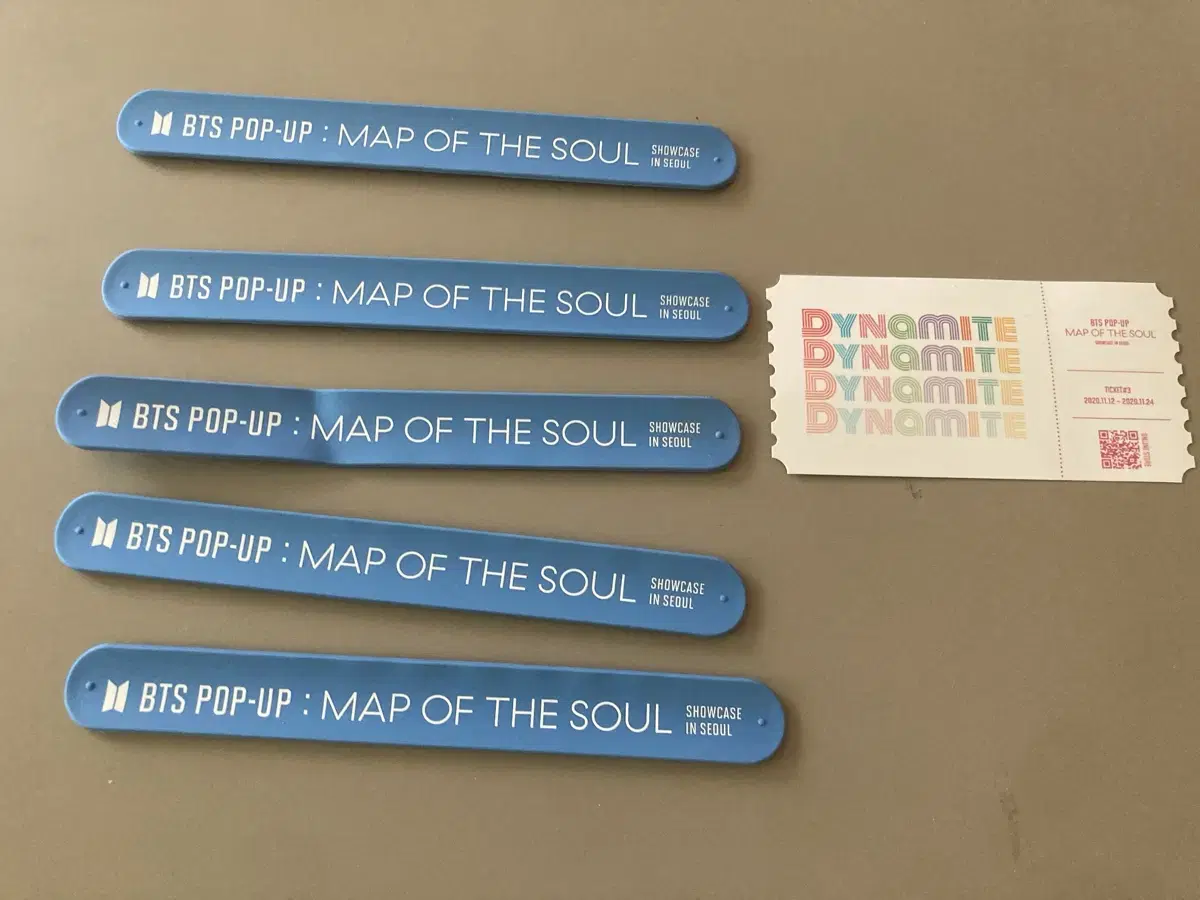 BTS POP-UP : MAP OF THE SOUL SHOWCASE
IN SEOUL
BTS POP-UP : MAP OF THE SOUL SHOWCASE
IN SEOUL
BTS POP-UP : MAP OF THE SOUL SHOWCASE
IN SEOUL
BTS POP-UP : MAP OF THE SOUL SHOWCASE
IN SEOUL
BTS POP-UP : MAP OF THE SOUL SHOWCASE
IN SEOUL
DYNAMITE
DYNAMITE
DYNAMITE
DYNAMITE
BTS POP-UP
MAP OF THE SOUL
SHOWCASE IN SEOUL
TICKET#3
2020.11.12 - 2020.11.24
ONLINE STORE